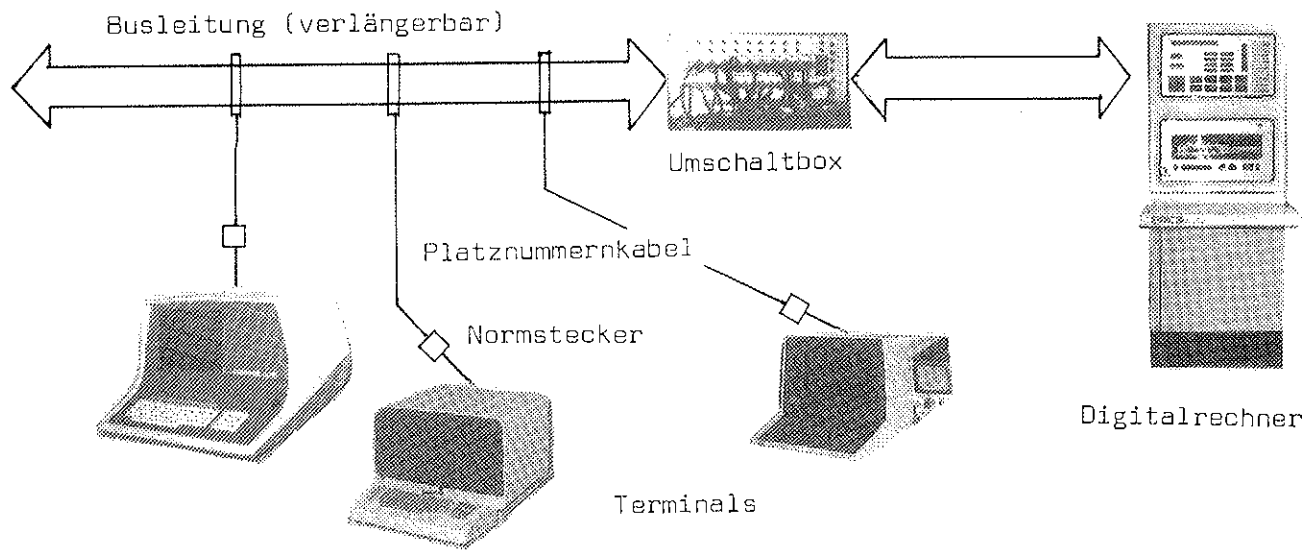 Busleitung (verlängerbar)
Umschaltbox
Platznummernkabel
Normstecker
Digitalrechner
Terminals